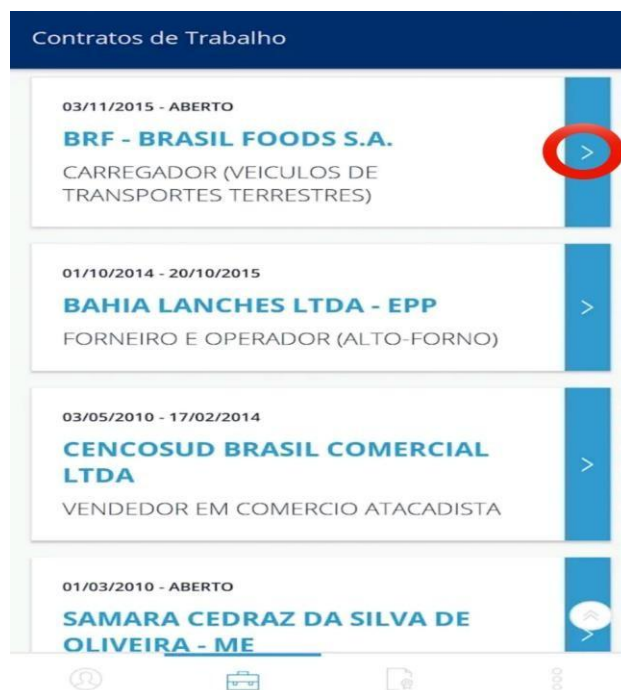 Contratos de Trabalho
03/11/2015 - ABERTO
BRF - BRASIL FOODS S.A.
CARREGADOR (VEICULOS DE
TRANSPORTES TERRESTRES)
01/10/2014 - 20/10/2015
BAHIA LANCHES LTDA - EPP
FORNEIRO E OPERADOR (ALTO-FORNO)
03/05/2010 - 17/02/2014
CENCOSUD BRASIL COMERCIAL
LTDA
VENDEDOR EM COMERCIO ATACADISTA
01/03/2010 - ABERTO
SAMARA CEDRAZ DA SILVA DE
OLIVEIRA - ME